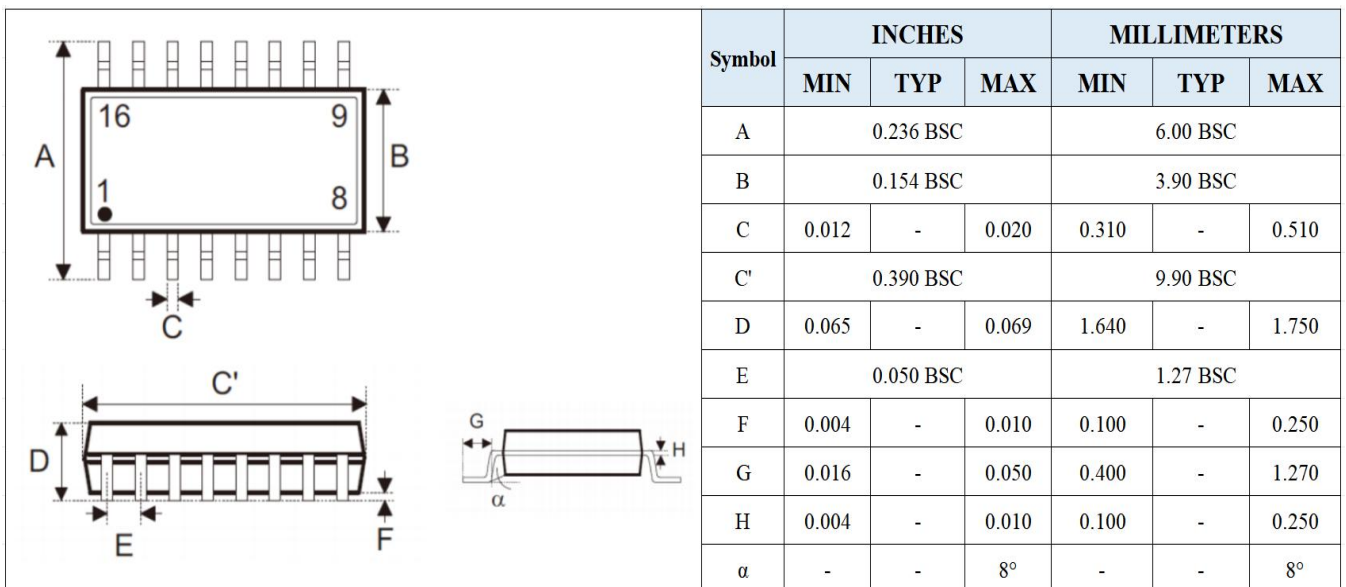 16 9
A B
1 8
C
C'
D
E F
G
H
α
Symbol INCHES MILLIMETERS
MIN TYP MAX MIN TYP MAX
A 0.236 BSC 6.00 BSC
B 0.154 BSC 3.90 BSC
C 0.012 - 0.020 0.310 - 0.510
C' 0.390 BSC 9.90 BSC
D 0.065 - 0.069 1.640 - 1.750
E 0.050 BSC 1.27 BSC
F 0.004 - 0.010 0.100 - 0.250
G 0.016 - 0.050 0.400 - 1.270
H 0.004 - 0.010 0.100 - 0.250
α - - 8° - - 8°